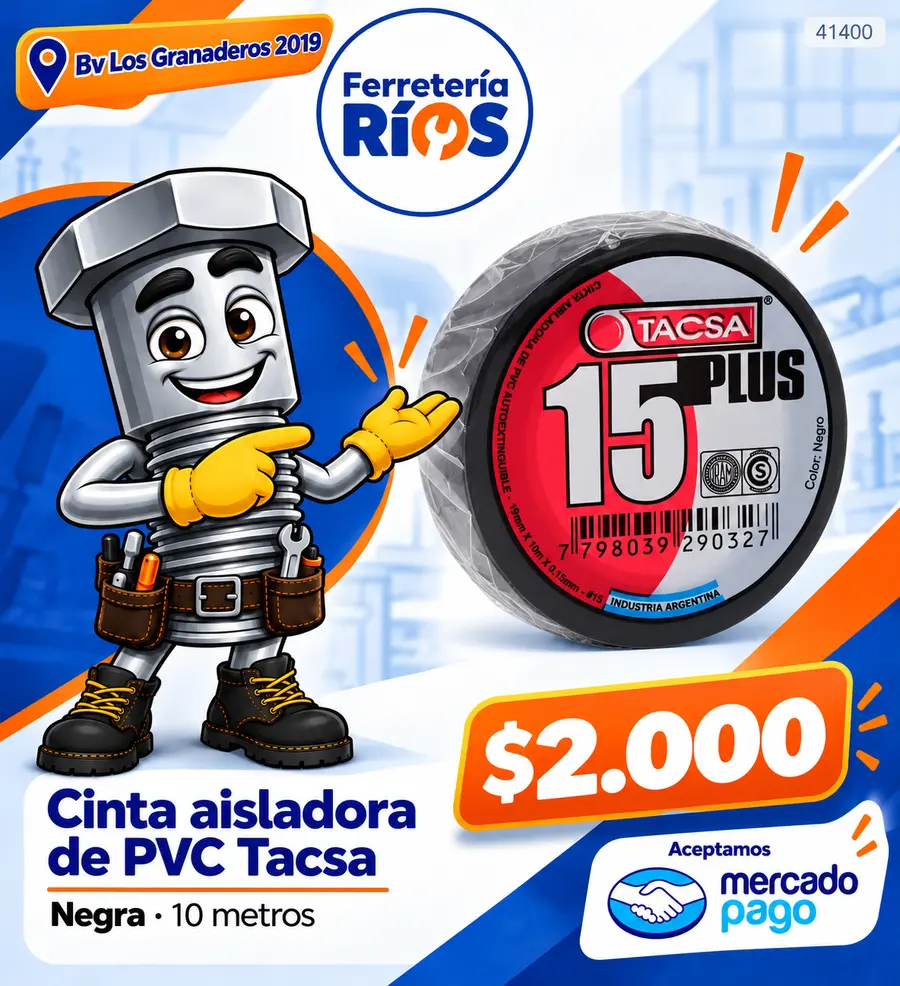 Bv Los Granaderos 2019
Ferretería
Ríos
41400
TACSA®
15 PLUS
CINTA AISLADORA DE PVC AUTOEXTINGUIBLE - 19mm X 10m X 0,15mm - #15
IRAM
S
Color: Negro
7 798039 290327
INDUSTRIA ARGENTINA
$2.000
Cinta aisladora
de PVC Tacsa
Negra · 10 metros
Aceptamos
mercado
pago